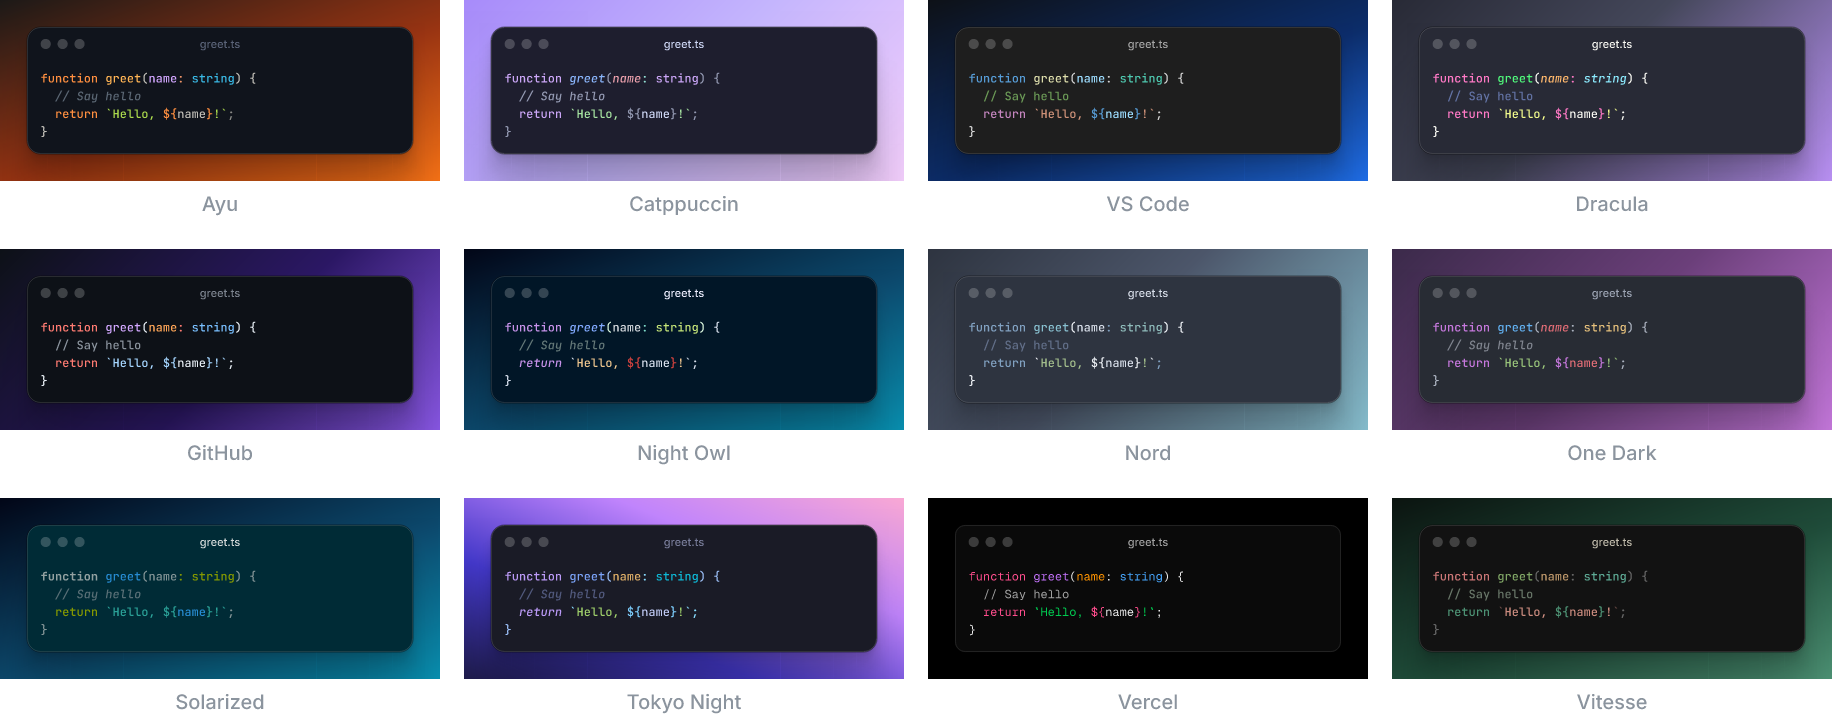 greet.ts
function greet(name: string) {
// Say hello
return `Hello, ${name}!`;
}
Ayu
greet.ts
function greet(name: string) {
// Say hello
return `Hello, ${name}!`;
}
Catppuccin
greet.ts
function greet(name: string) {
// Say hello
return `Hello, ${name}!`;
}
VS Code
greet.ts
function greet(name: string) {
// Say hello
return `Hello, ${name}!`;
}
Dracula
greet.ts
function greet(name: string) {
// Say hello
return `Hello, ${name}!`;
}
GitHub
greet.ts
function greet(name: string) {
// Say hello
return `Hello, ${name}!`;
}
Night Owl
greet.ts
function greet(name: string) {
// Say hello
return `Hello, ${name}!`;
}
Nord
greet.ts
function greet(name: string) {
// Say hello
return `Hello, ${name}!`;
}
One Dark
greet.ts
function greet(name: string) {
// Say hello
return `Hello, ${name}!`;
}
Solarized
greet.ts
function greet(name: string) {
// Say hello
return `Hello, ${name}!`;
}
Tokyo Night
greet.ts
function greet(name: string) {
// Say hello
return `Hello, ${name}!`;
}
Vercel
greet.ts
function greet(name: string) {
// Say hello
return `Hello, ${name}!`;
}
Vitesse